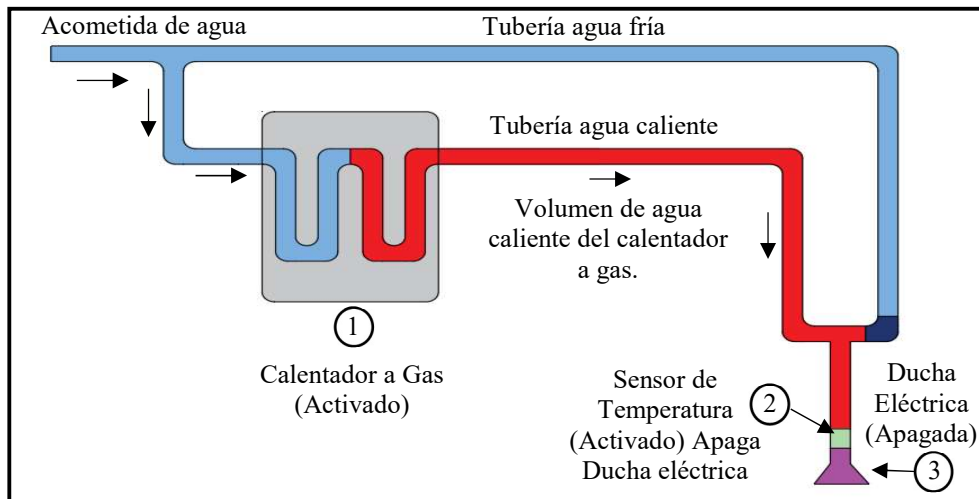 Acometida de agua
Tubería agua fría
Tubería agua caliente
Volumen de agua
caliente del calentador
a gas.
1
Calentador a Gas
(Activado)
Sensor de
Temperatura
(Activado) Apaga
Ducha eléctrica
2
Ducha
Eléctrica
(Apagada)
3